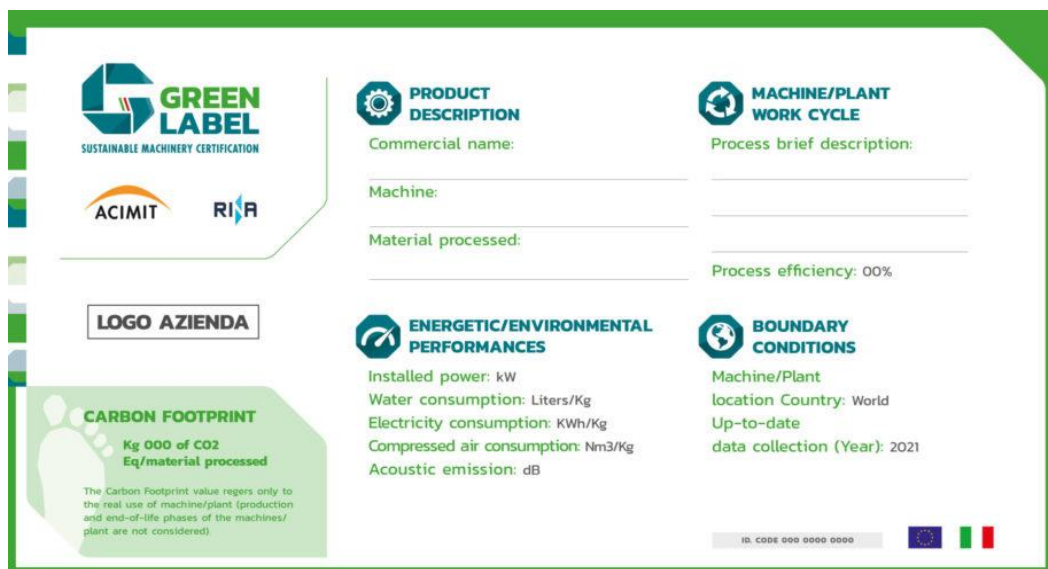 GREEN
LABEL
SUSTAINABLE MACHINERY CERTIFICATION
ACIMIT
RINA
LOGO AZIENDA
CARBON FOOTPRINT
Kg 000 of CO2
Eq/material processed
The Carbon Footprint value regers only to
the real use of machine/plant (production
and end-of-life phases of the machines/
plant are not considered)
PRODUCT
DESCRIPTION
Commercial name:
Machine:
Material processed:
MACHINE/PLANT
WORK CYCLE
Process brief description:
Process efficiency: 00%
ENERGETIC/ENVIRONMENTAL
PERFORMANCES
Installed power: kW
Water consumption: Liters/Kg
Electricity consumption: KWh/Kg
Compressed air consumption: Nm3/Kg
Acoustic emission: dB
BOUNDARY
CONDITIONS
Machine/Plant
location Country: World
Up-to-date
data collection (Year): 2021
ID. CODE 000 0000 0000